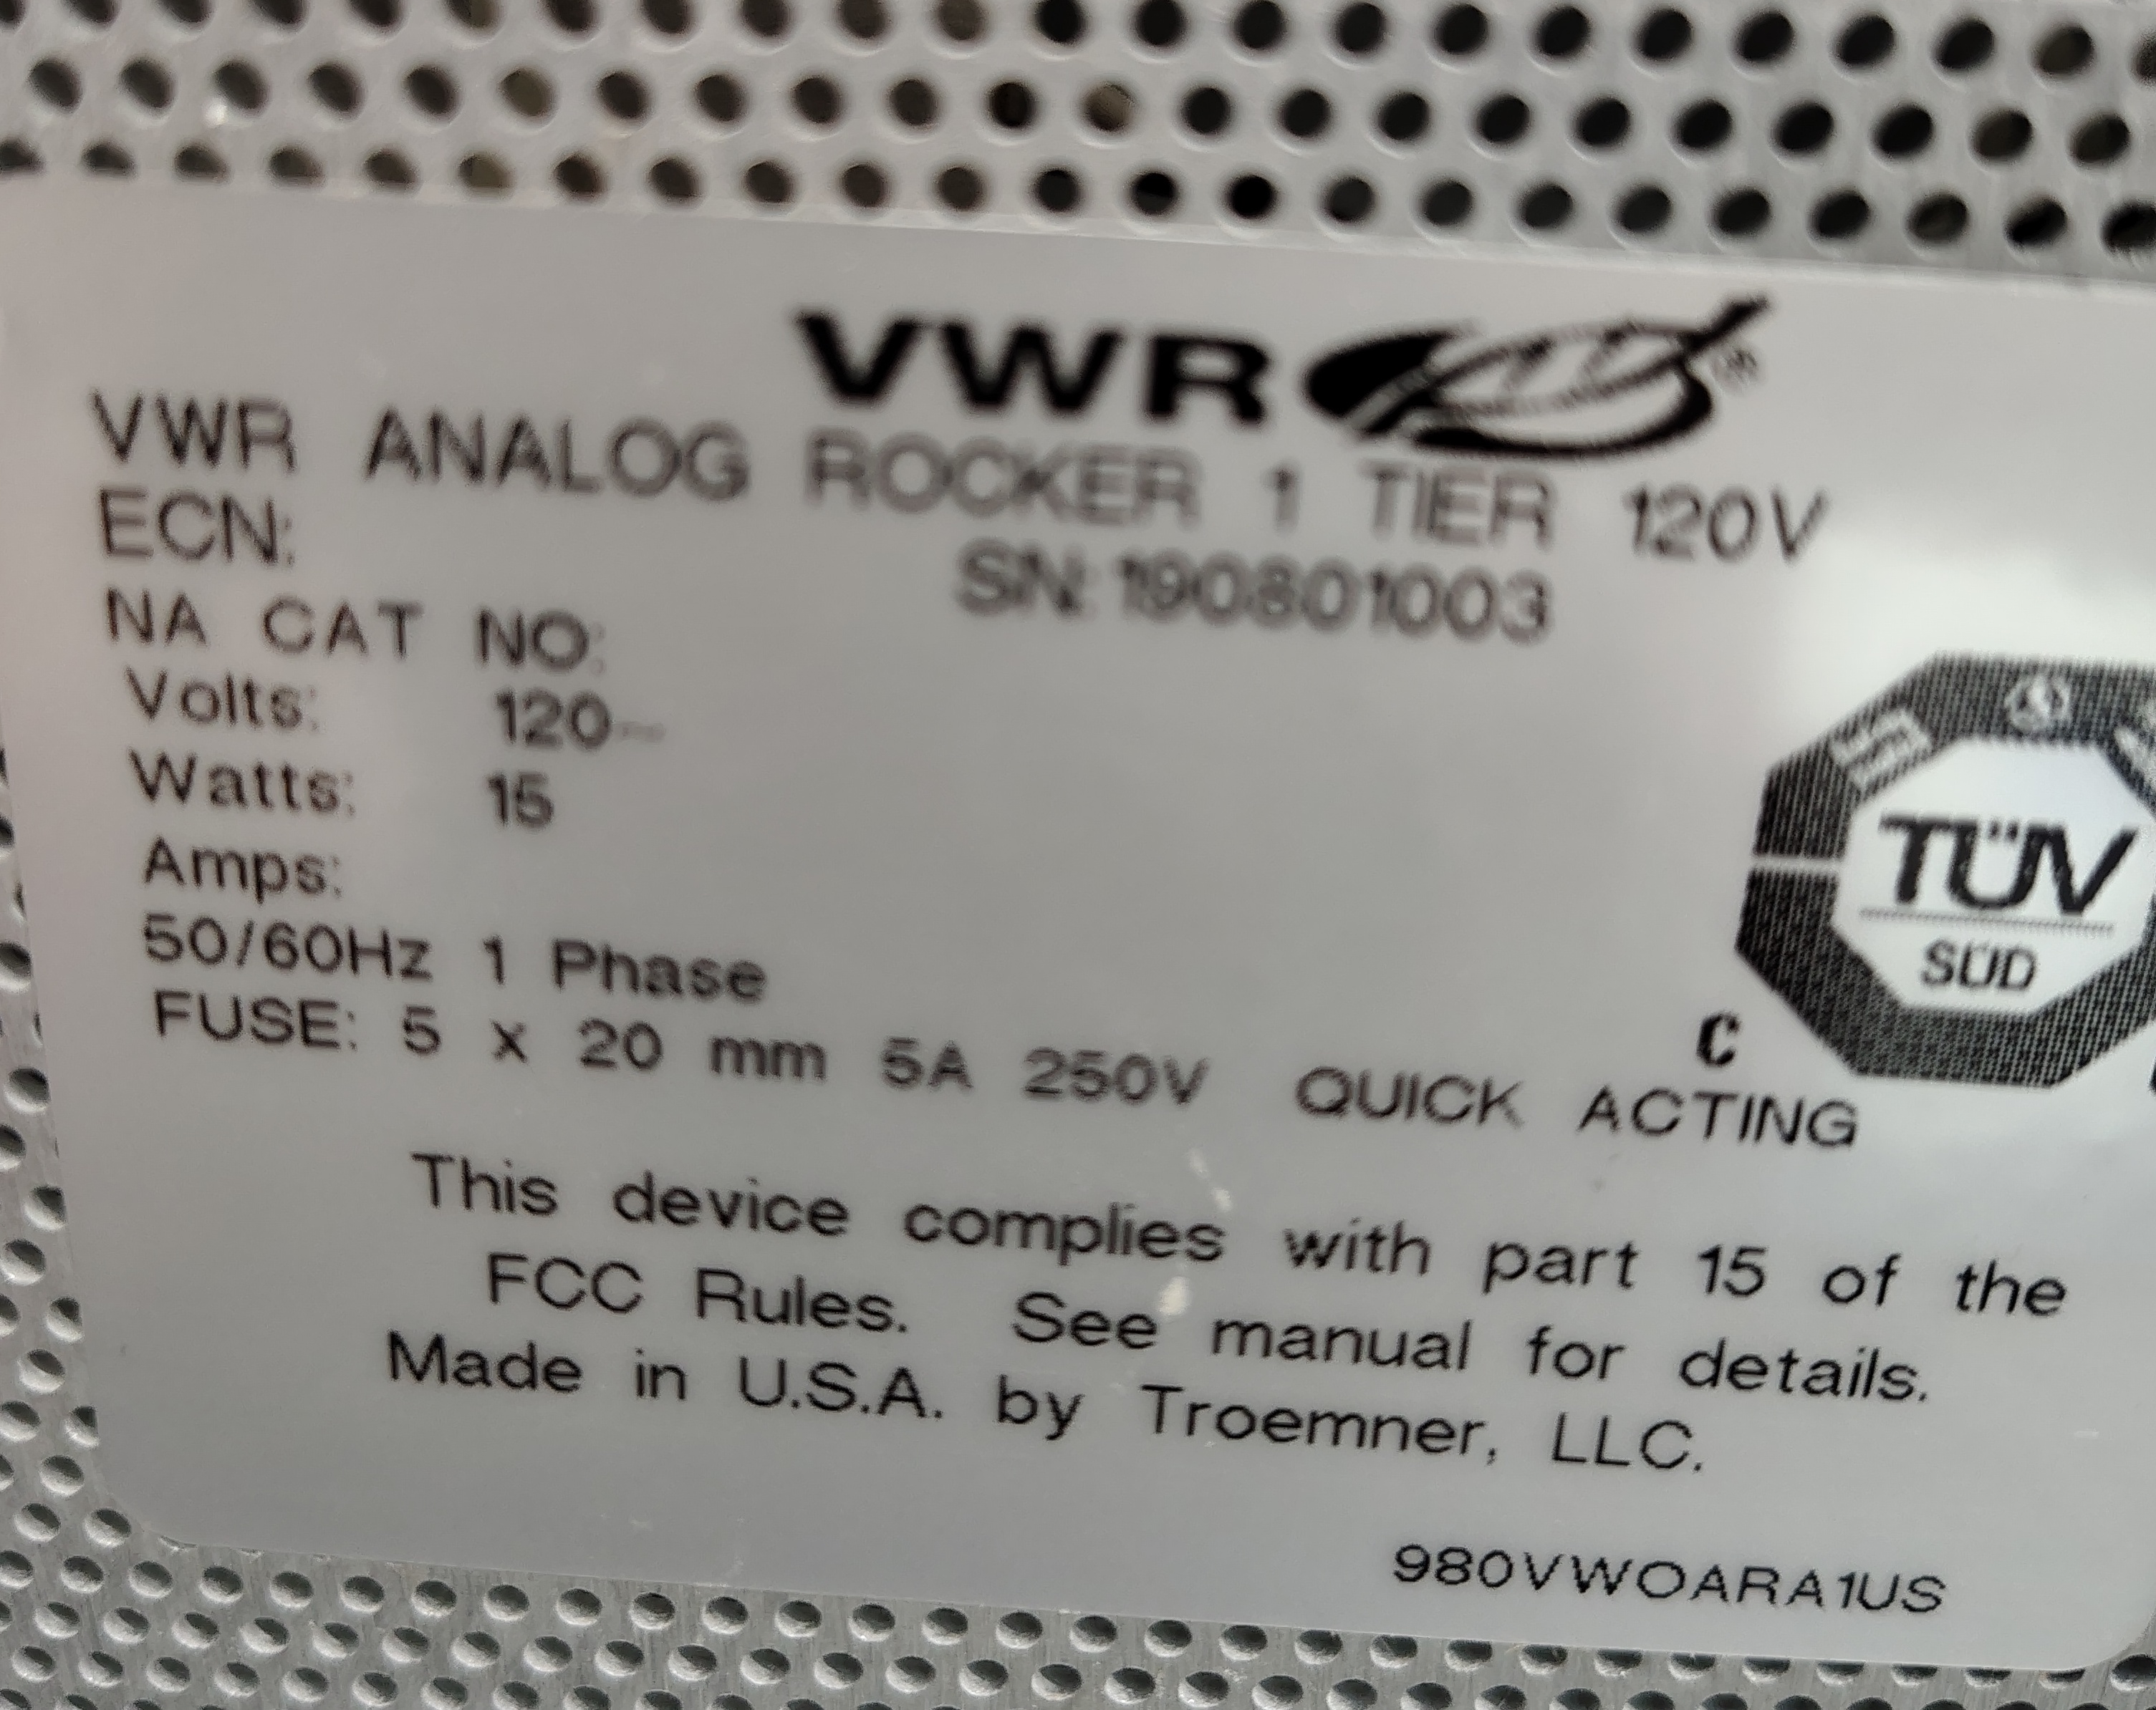 VWR®
VWR ANALOG ROCKER 1 TIER 120V
ECN: SN: 190801003
NA CAT NO:
Volts: 120~
Watts: 15
Amps:
50/60Hz 1 Phase
FUSE: 5 x 20 mm 5A 250V QUICK ACTING
TÜV
SÜD
C
This device complies with part 15 of the
FCC Rules. See manual for details.
Made in U.S.A. by Troemner, LLC.
980VWOARA1US